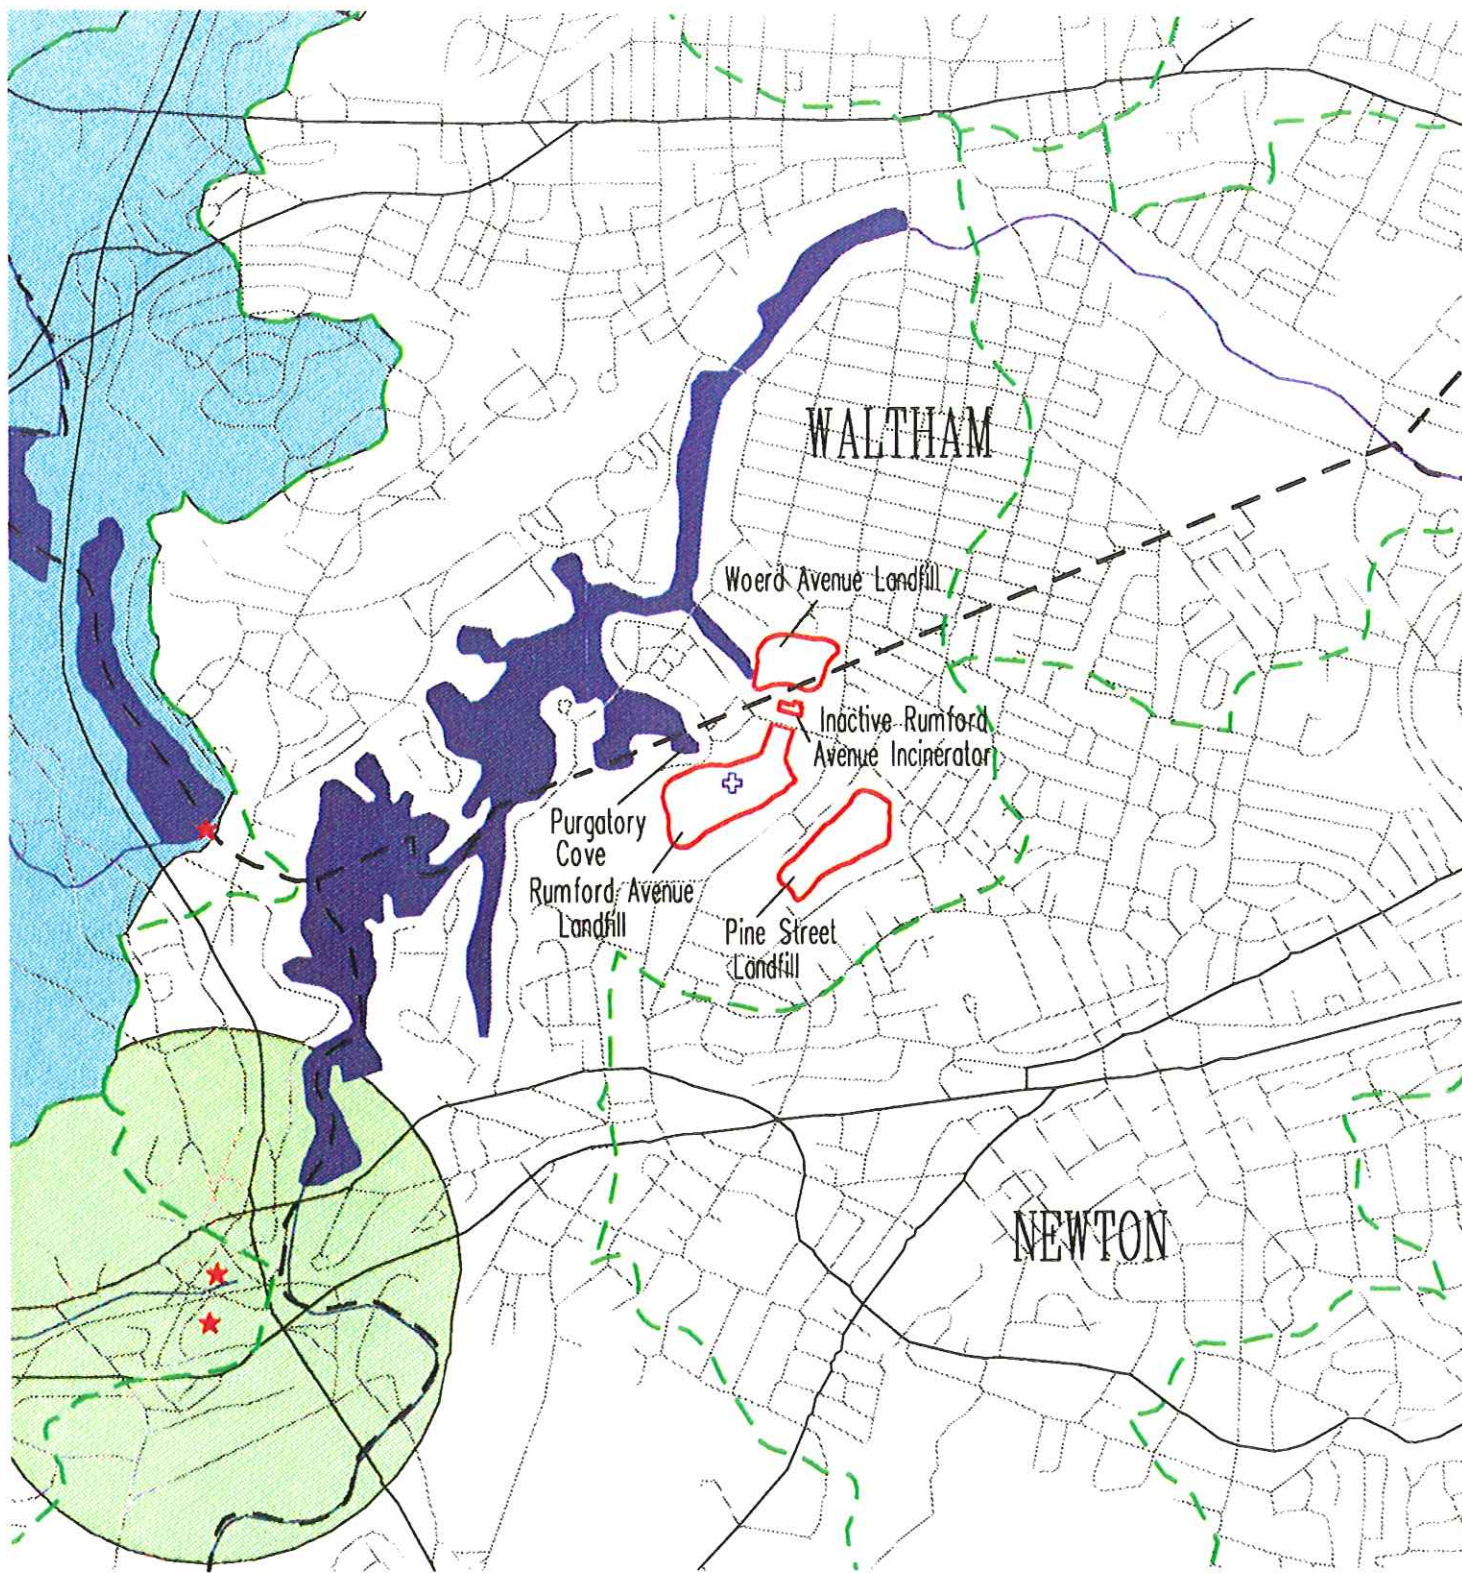 WALTHAM
Woerd Avenue Landfill
Inactive Rumford
Avenue Incinerator
Purgatory
Cove
Rumford Avenue
Landfill
Pine Street
Landfill
NEWTON